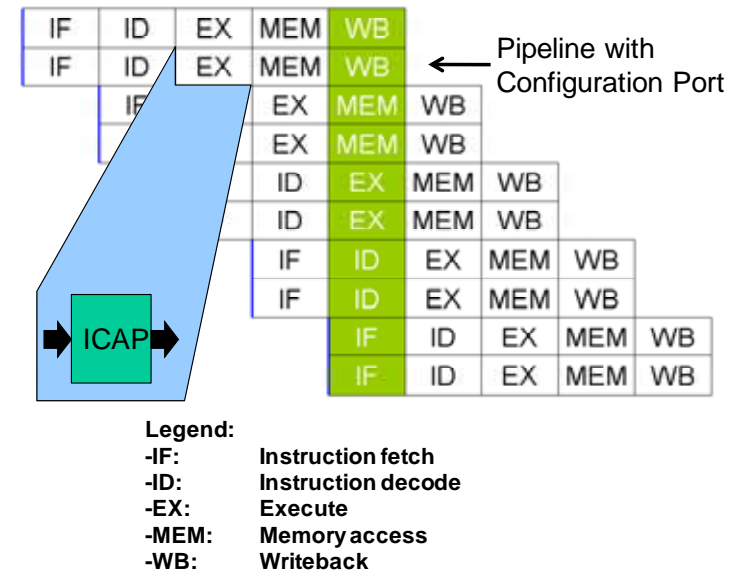 IF ID EX MEM WB
IF ID EX MEM WB
Pipeline with
Configuration Port
IF EX MEM WB
EX MEM WB
ID EX MEM WB
ID EX MEM WB
IF ID EX MEM WB
IF ID EX MEM WB
IF ID EX MEM WB
IF ID EX MEM WB
ICAP
Legend:
-IF: Instruction fetch
-ID: Instruction decode
-EX: Execute
-MEM: Memory access
-WB: Writeback